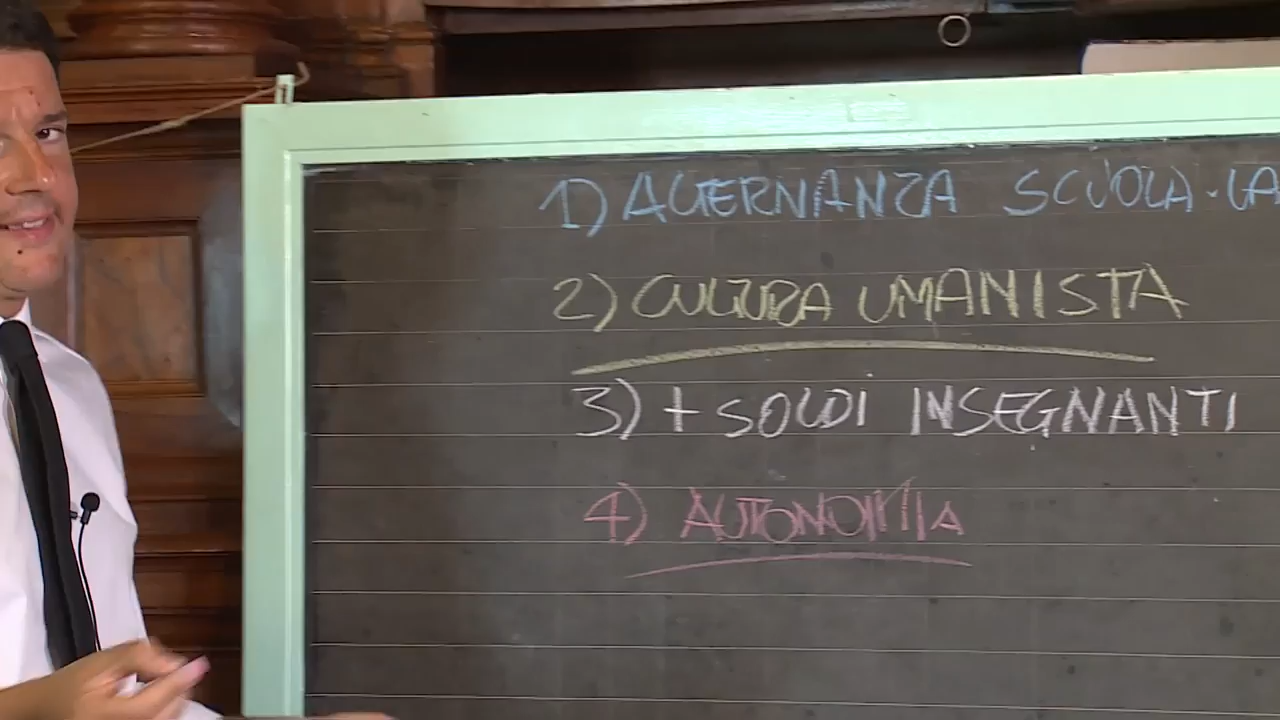 1) ALTERNANZA SCUOLA-LA
2) CULTURA UMANISTA
3) + SOLDI INSEGNANTI
4) AUTONOMIA